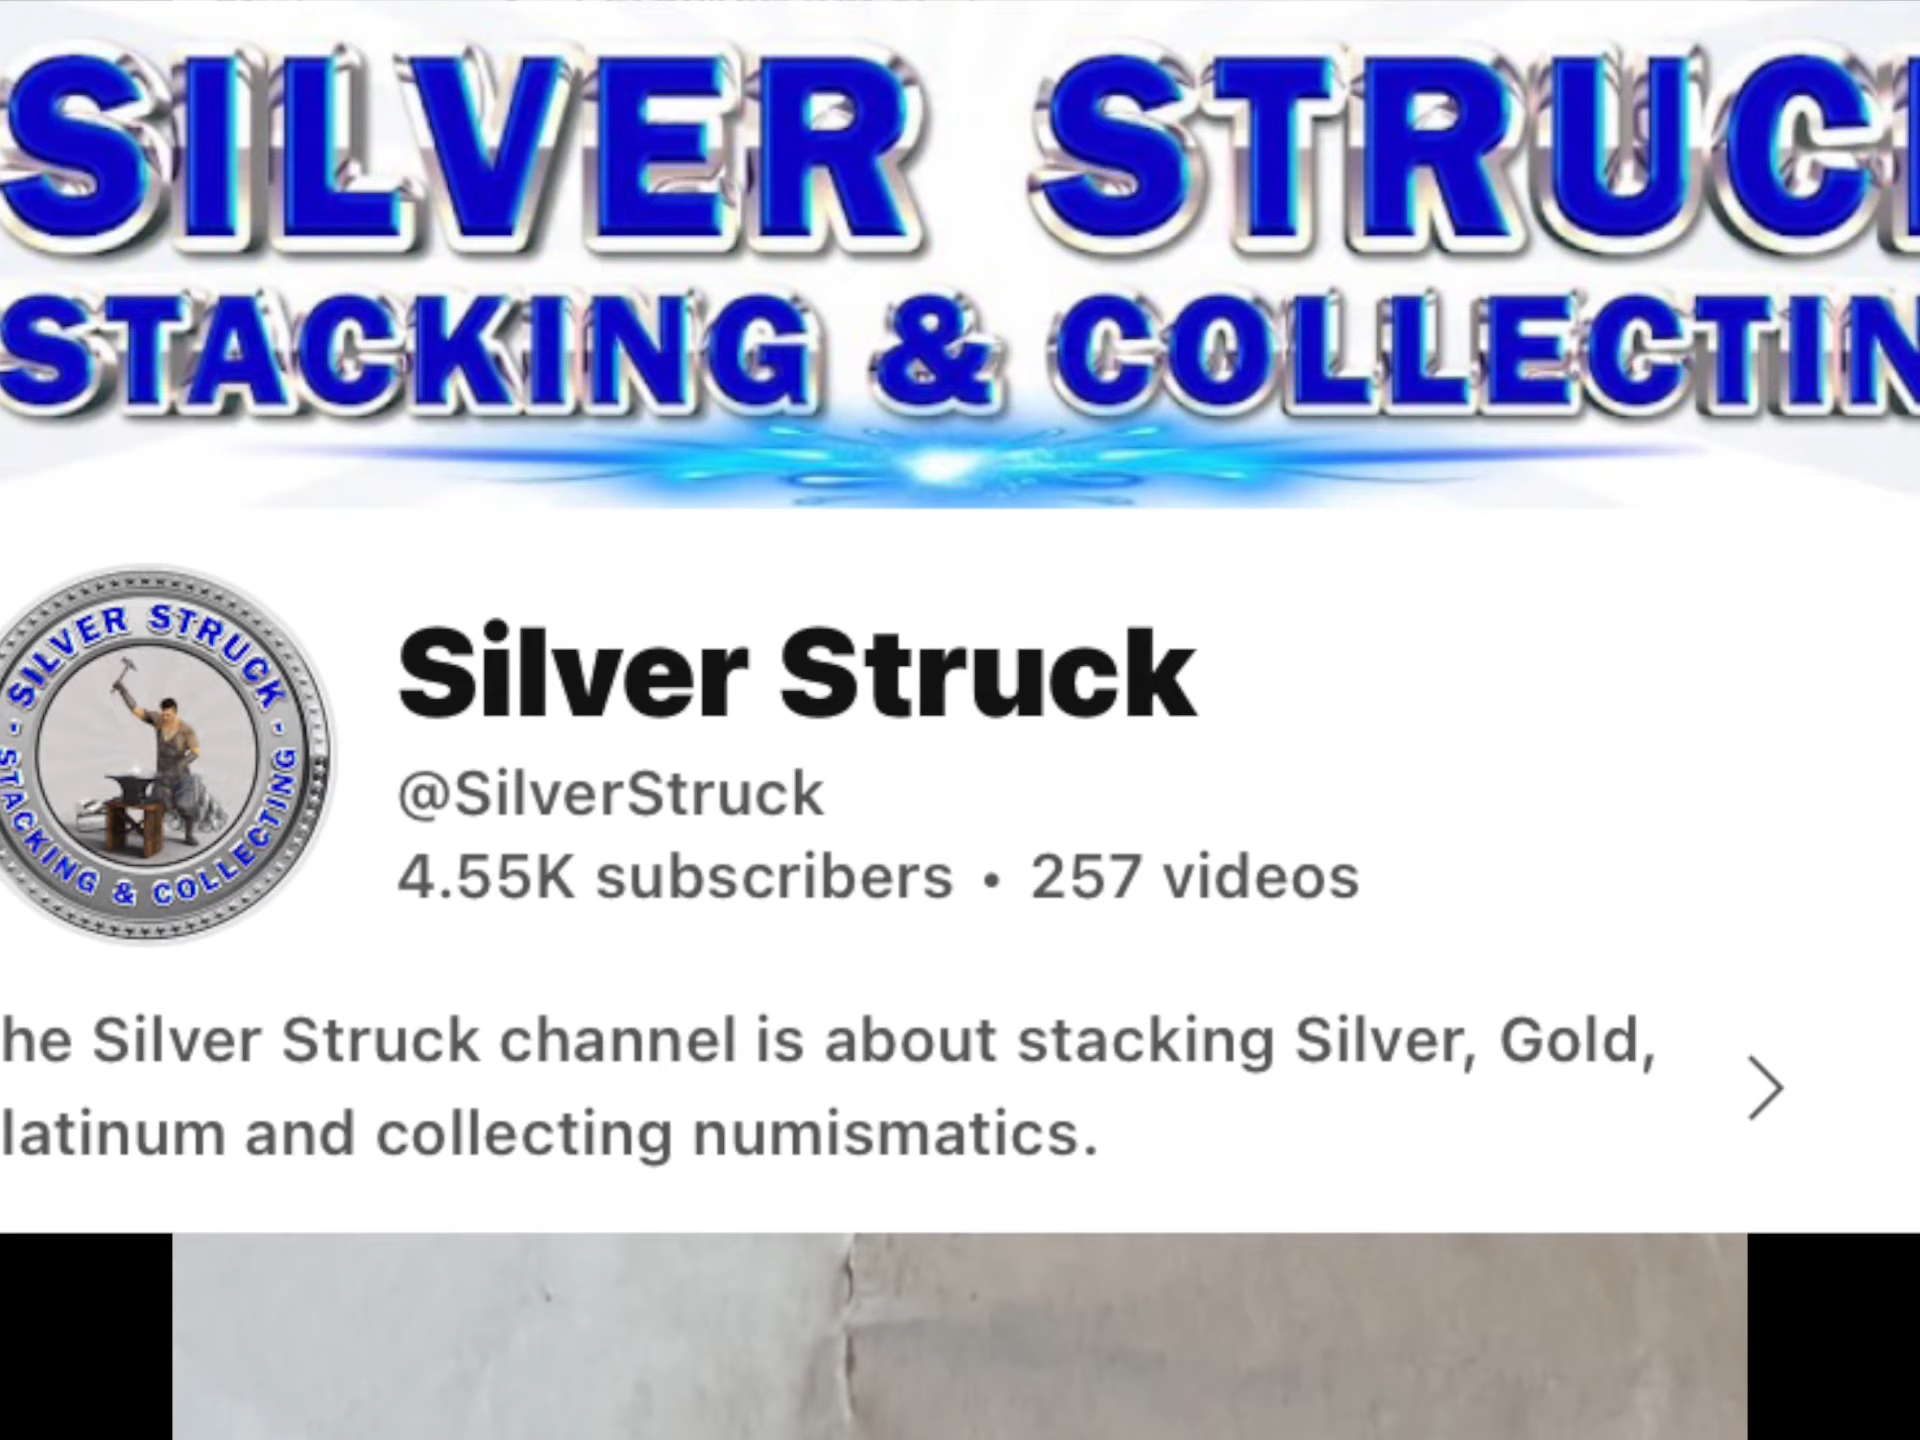 SILVER STRUC
STACKING & COLLECTIN
SILVER STRUCK
STACKING & COLLECTING
Silver Struck
@SilverStruck
4.55K subscribers • 257 videos
he Silver Struck channel is about stacking Silver, Gold,
latinum and collecting numismatics.